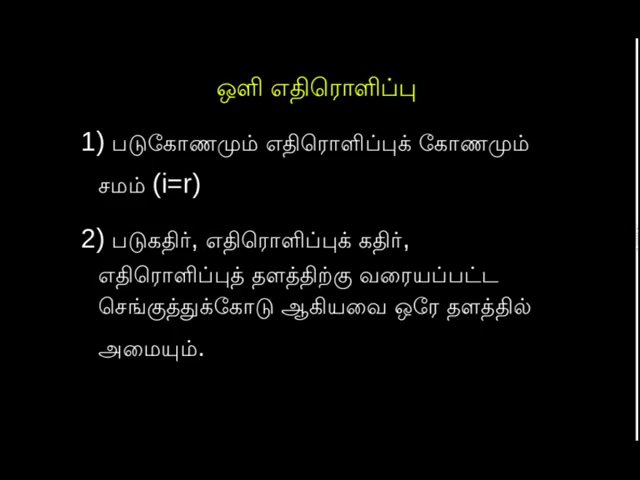 ஒளி எதிரொளிப்பு
1) படுகோணமும் எதிரொளிப்புக் கோணமும்
சமம் (i=r)
2) படுகதிர், எதிரொளிப்புக் கதிர்,
எதிரொளிப்புத் தளத்திற்கு வரையப்பட்ட
செங்குத்துக்கோடு ஆகியவை ஒரே தளத்தில்
அமையும்.